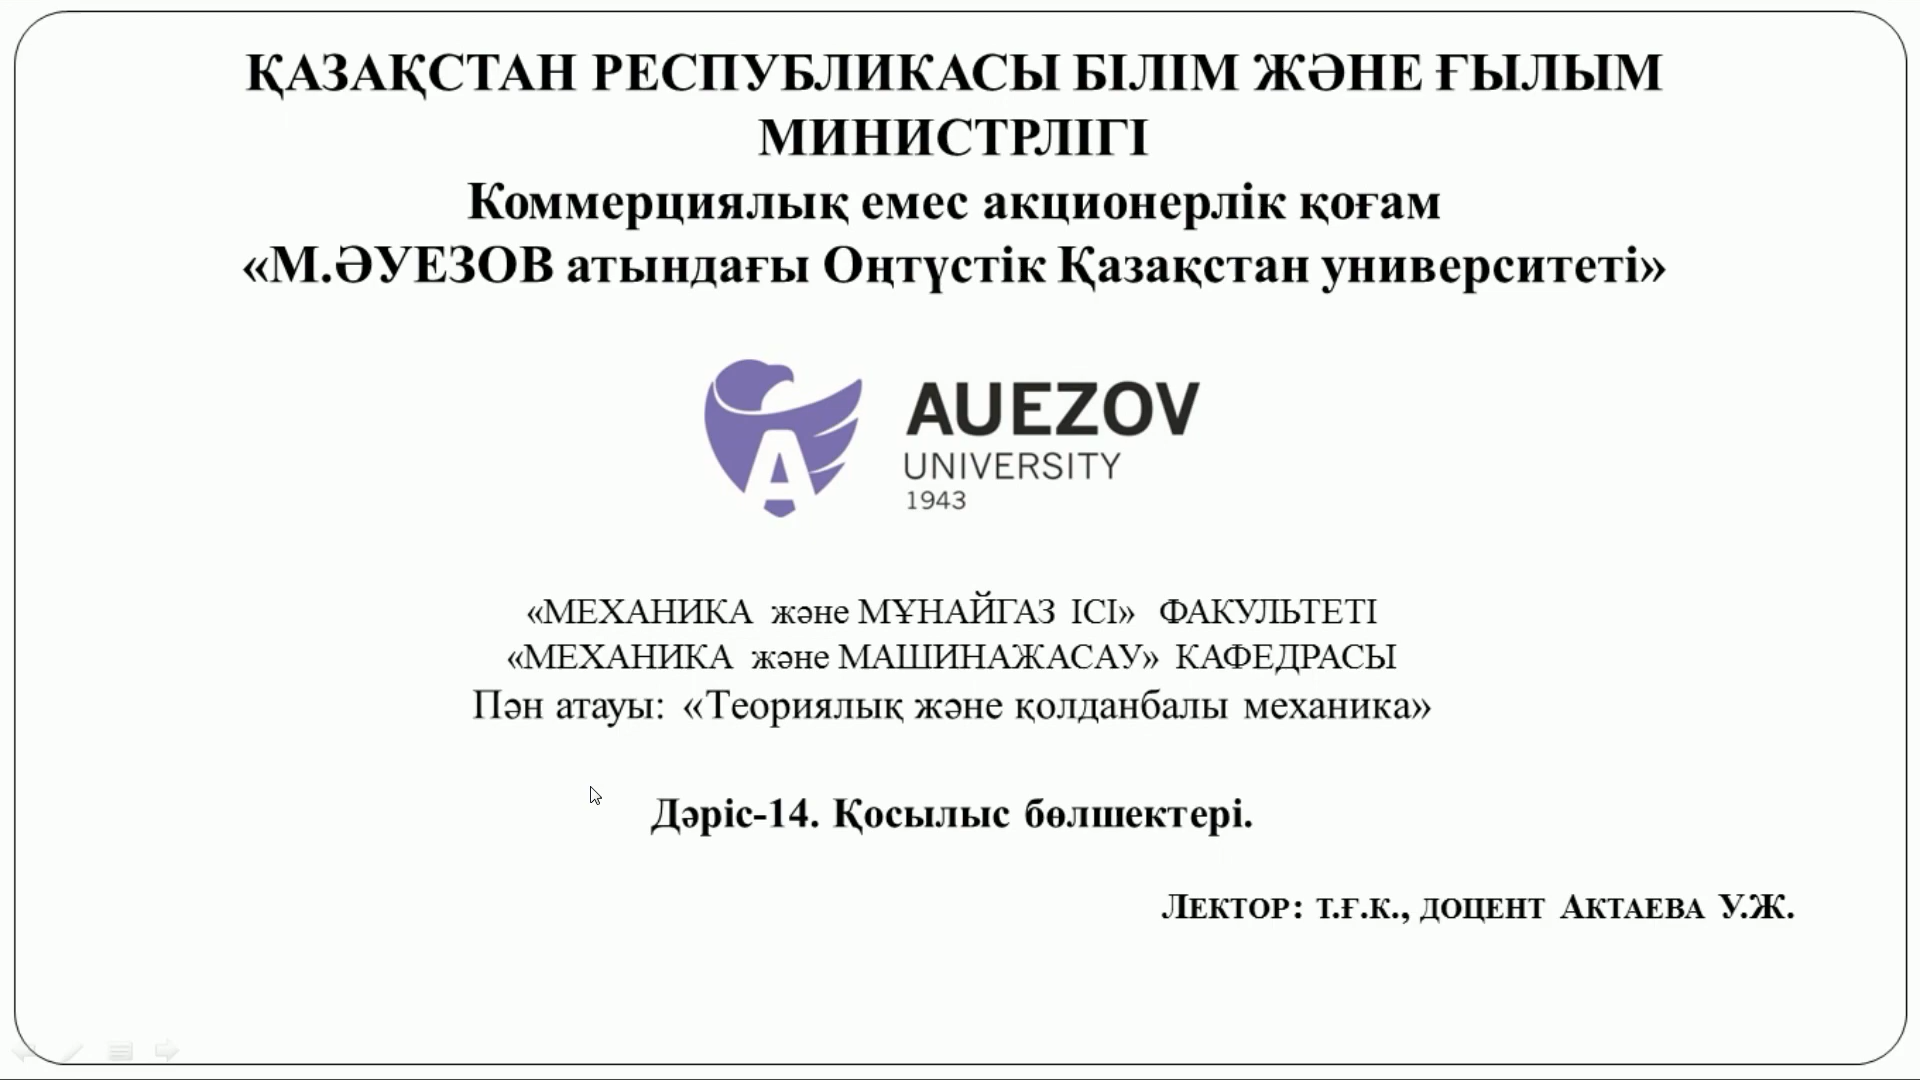 ҚАЗАҚСТАН РЕСПУБЛИКАСЫ БІЛІМ ЖӘНЕ ҒЫЛЫМ
МИНИСТРЛІГІ
Коммерциялық емес акционерлік қоғам
«М.ӘУЕЗОВ атындағы Оңтүстік Қазақстан университеті»
A
AUEZOV
UNIVERSITY
1943
«МЕХАНИКА және МҰНАЙГАЗ ІСІ» ФАКУЛЬТЕТІ
«МЕХАНИКА және МАШИНАЖАСАУ» КАФЕДРАСЫ
Пән атауы: «Теориялық және қолданбалы механика»
Дәріс-14. Қосылыс бөлшектері.
Лектор: т.ғ.к., доцент Актаева У.Ж.